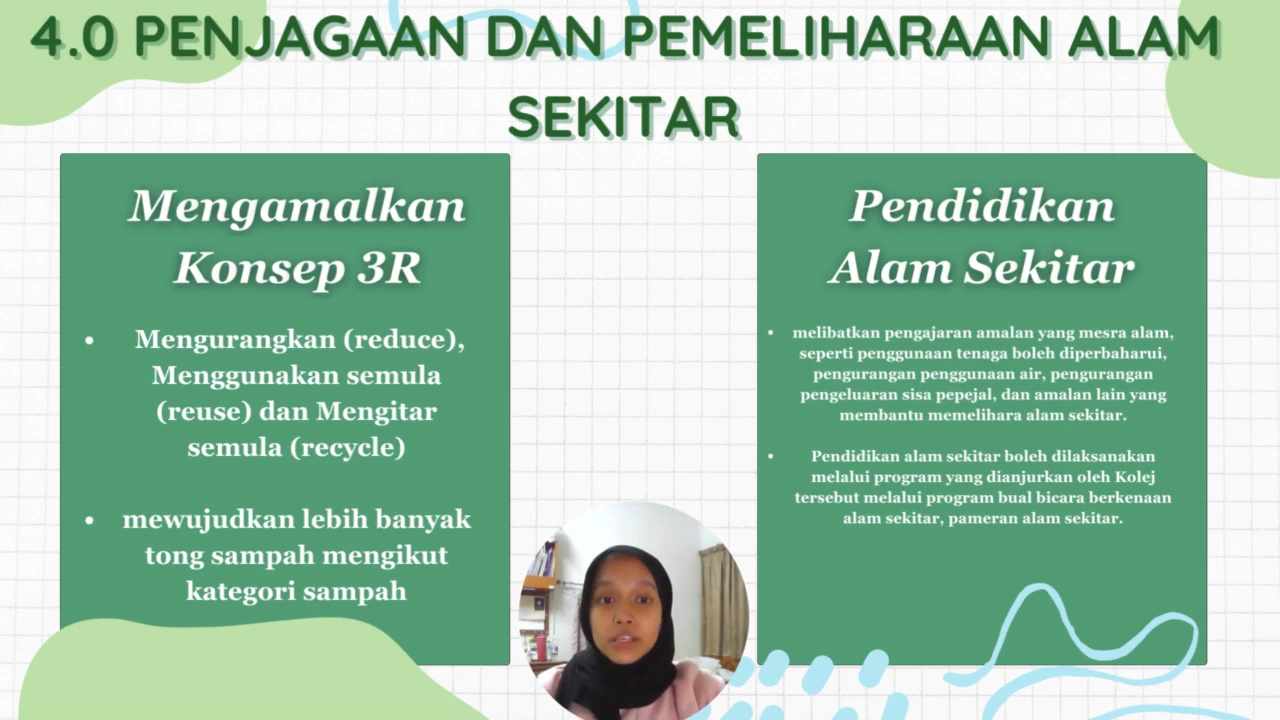 4.0 PENJAGAAN DAN PEMELIHARAAN ALAM
SEKITAR
Mengamalkan
Konsep 3R
• Mengurangkan (reduce),
Menggunakan semula
(reuse) dan Mengitar
semula (recycle)
• mewujudkan lebih banyak
tong sampah mengikut
kategori sampah
Pendidikan
Alam Sekitar
• melibatkan pengajaran amalan yang mesra alam,
seperti penggunaan tenaga boleh diperbaharui,
pengurangan penggunaan air, pengurangan
pengeluaran sisa pepejal, dan amalan lain yang
membantu memelihara alam sekitar.
• Pendidikan alam sekitar boleh dilaksanakan
melalui program yang dianjurkan oleh Kolej
tersebut melalui program bual bicara berkenaan
alam sekitar, pameran alam sekitar.